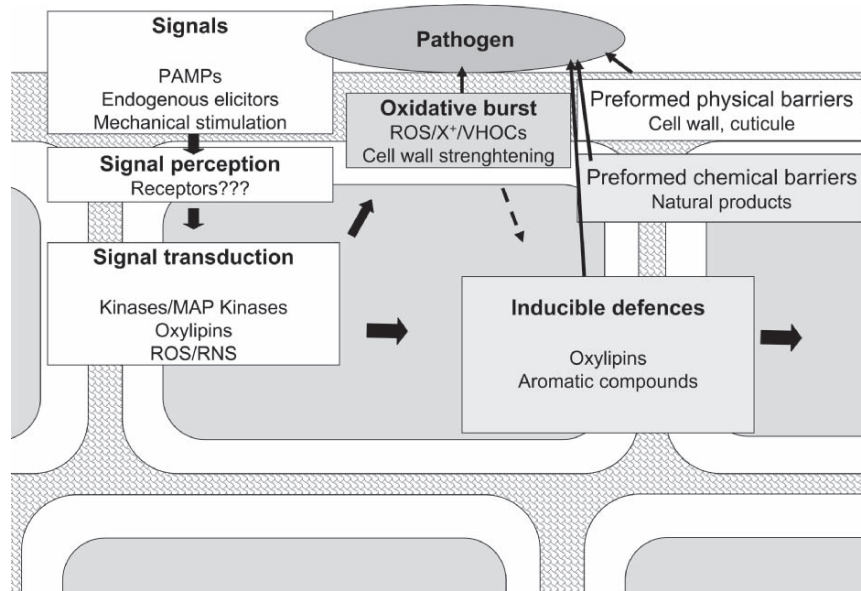 Signals
PAMPs
Endogenous elicitors
Mechanical stimulation
Signal perception
Receptors???
Signal transduction
Kinases/MAP Kinases
Oxylipins
ROS/RNS
Pathogen
Oxidative burst
ROS/X⁺/VHOCs
Cell wall strenghtening
Preformed physical barriers
Cell wall, cuticule
Preformed chemical barriers
Natural products
Inducible defences
Oxylipins
Aromatic compounds